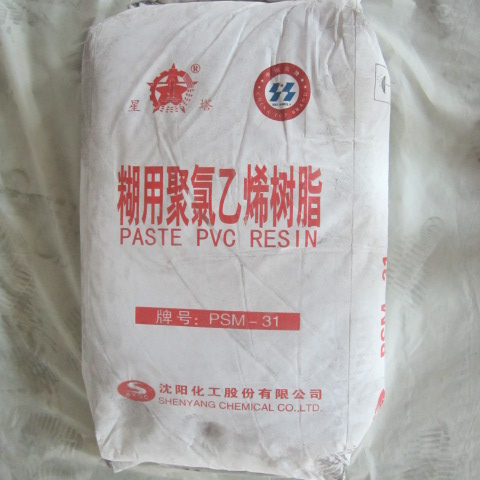 星塔®
糊用聚氯乙烯树脂
PASTE PVC RESIN
牌号: PSM-31
沈阳化工股份有限公司
SHENYANG CHEMICAL CO.,LTD.
PSM-31